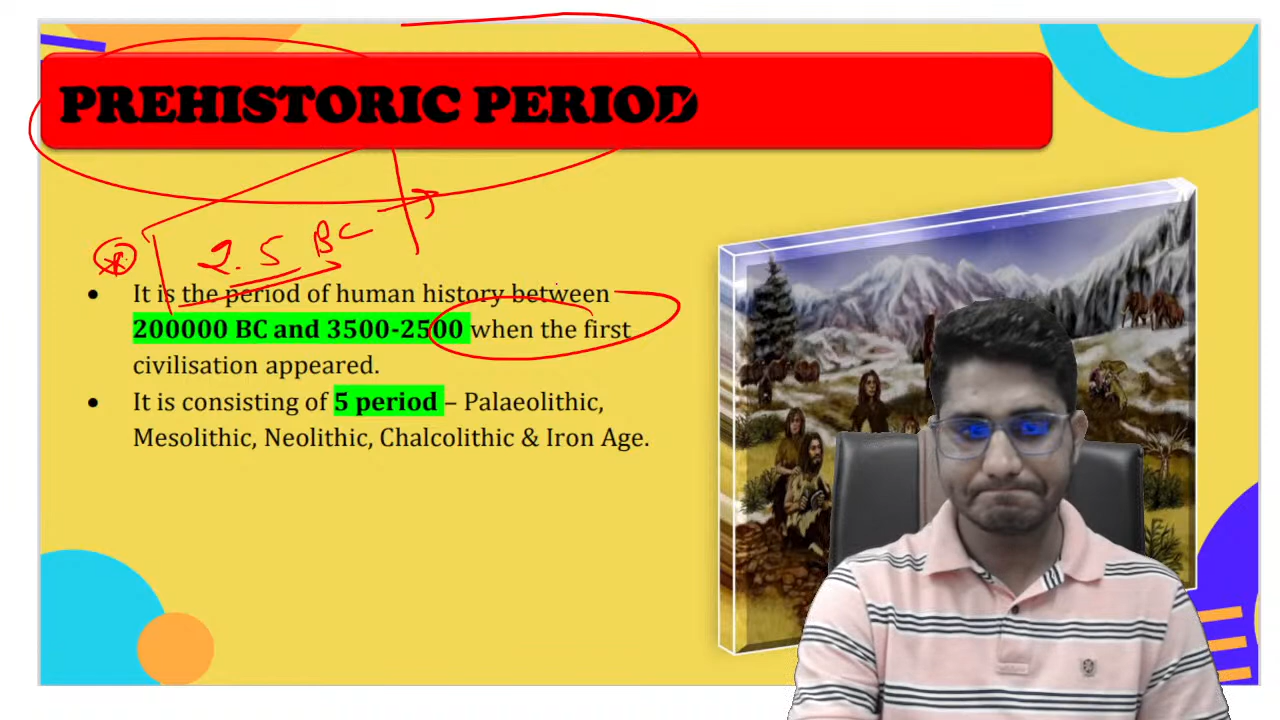 PREHISTORIC PERIOD
2.5 BC
• It is the period of human history between
200000 BC and 3500-2500 when the first
civilisation appeared.
• It is consisting of 5 period – Palaeolithic,
Mesolithic, Neolithic, Chalcolithic & Iron Age.